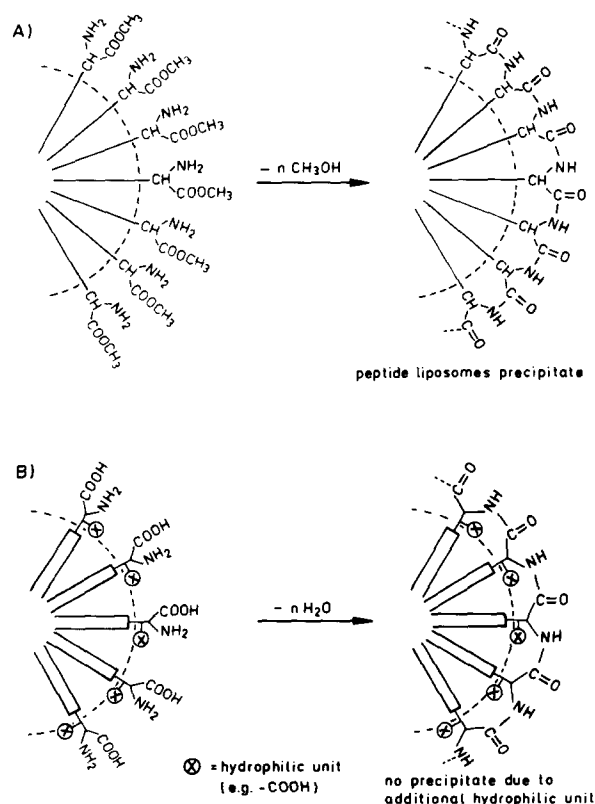 A)
NH₂
CH
COOCH₃
NH₂
CH
COOCH₃
NH₂
CH
COOCH₃
NH₂
CH
COOCH₃
NH₂
CH
COOCH₃
NH₂
CH
COOCH₃
NH₂
CH
COOCH₃
– n CH₃OH
NH
C=O
CH
NH
C=O
CH
NH
C=O
CH
NH
CH
C=O
NH
CH
C=O
NH
CH
C=O
NH
CH
C=O
peptide liposomes precipitate
B)
COOH
NH₂
X
COOH
NH₂
X
COOH
NH₂
X
COOH
NH₂
X
COOH
NH₂
X
– n H₂O
C=O
NH
X
C=O
NH
X
C=O
NH
X
C=O
NH
X
C=O
NH
X
Ⓧ = hydrophilic unit
(e.g. -COOH)
no precipitate due to
additional hydrophilic unit